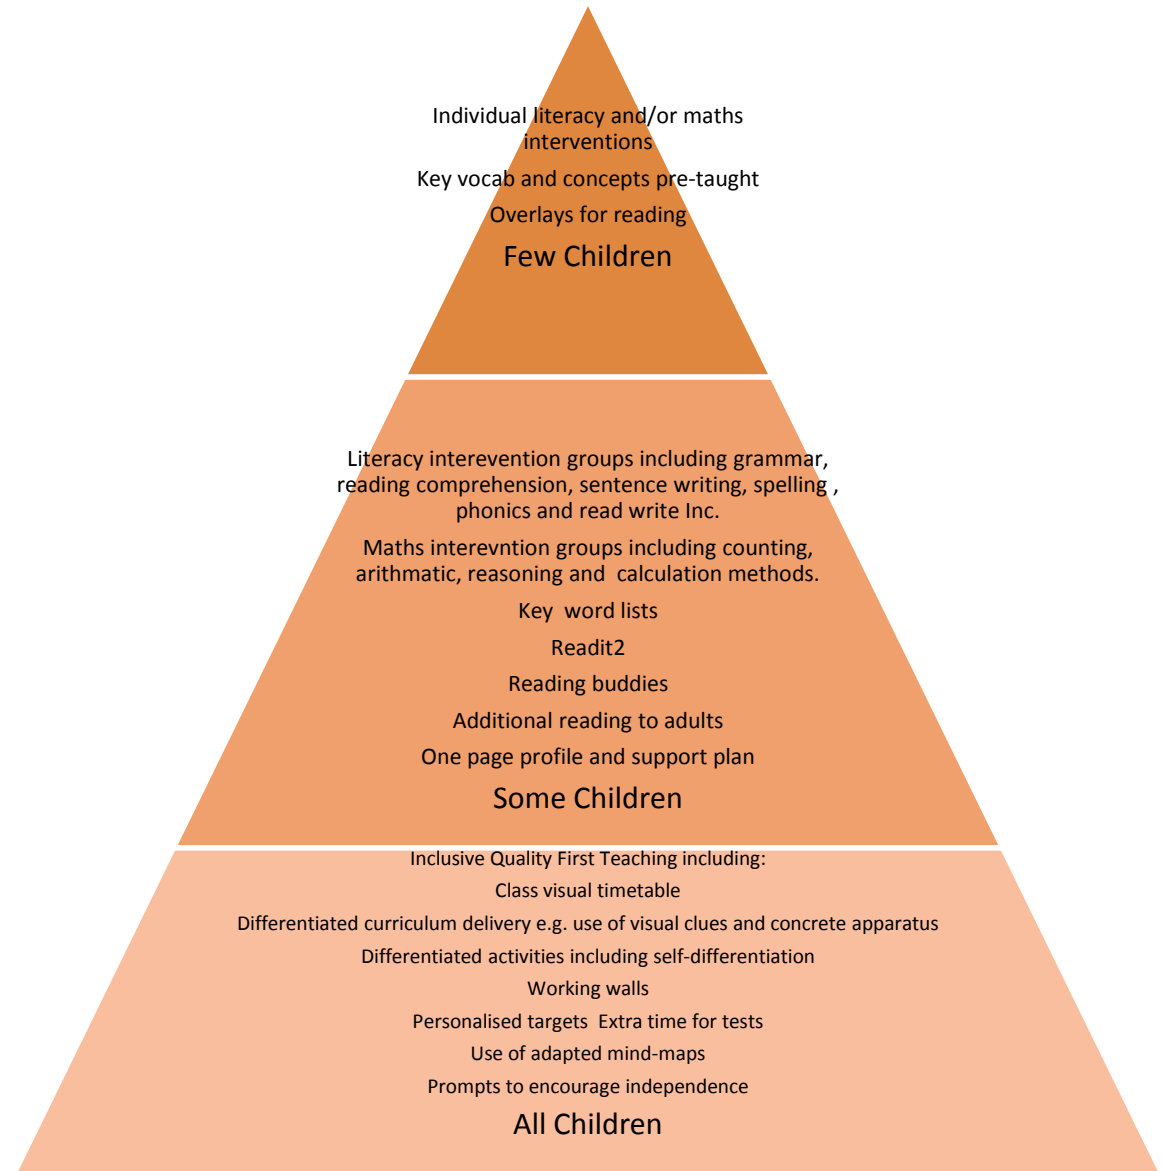 Individual literacy and/or maths
interventions
Key vocab and concepts pre-taught
Overlays for reading
Few Children
Literacy interevention groups including grammar,
reading comprehension, sentence writing, spelling ,
phonics and read write Inc.
Maths interevntion groups including counting,
arithmatic, reasoning and  calculation methods.
Key  word lists
Readit2
Reading buddies
Additional reading to adults
One page profile and support plan
Some Children
Inclusive Quality First Teaching including:
Class visual timetable
Differentiated curriculum delivery e.g. use of visual clues and concrete apparatus
Differentiated activities including self-differentiation
Working walls
Personalised targets  Extra time for tests
Use of adapted mind-maps
Prompts to encourage independence
All Children